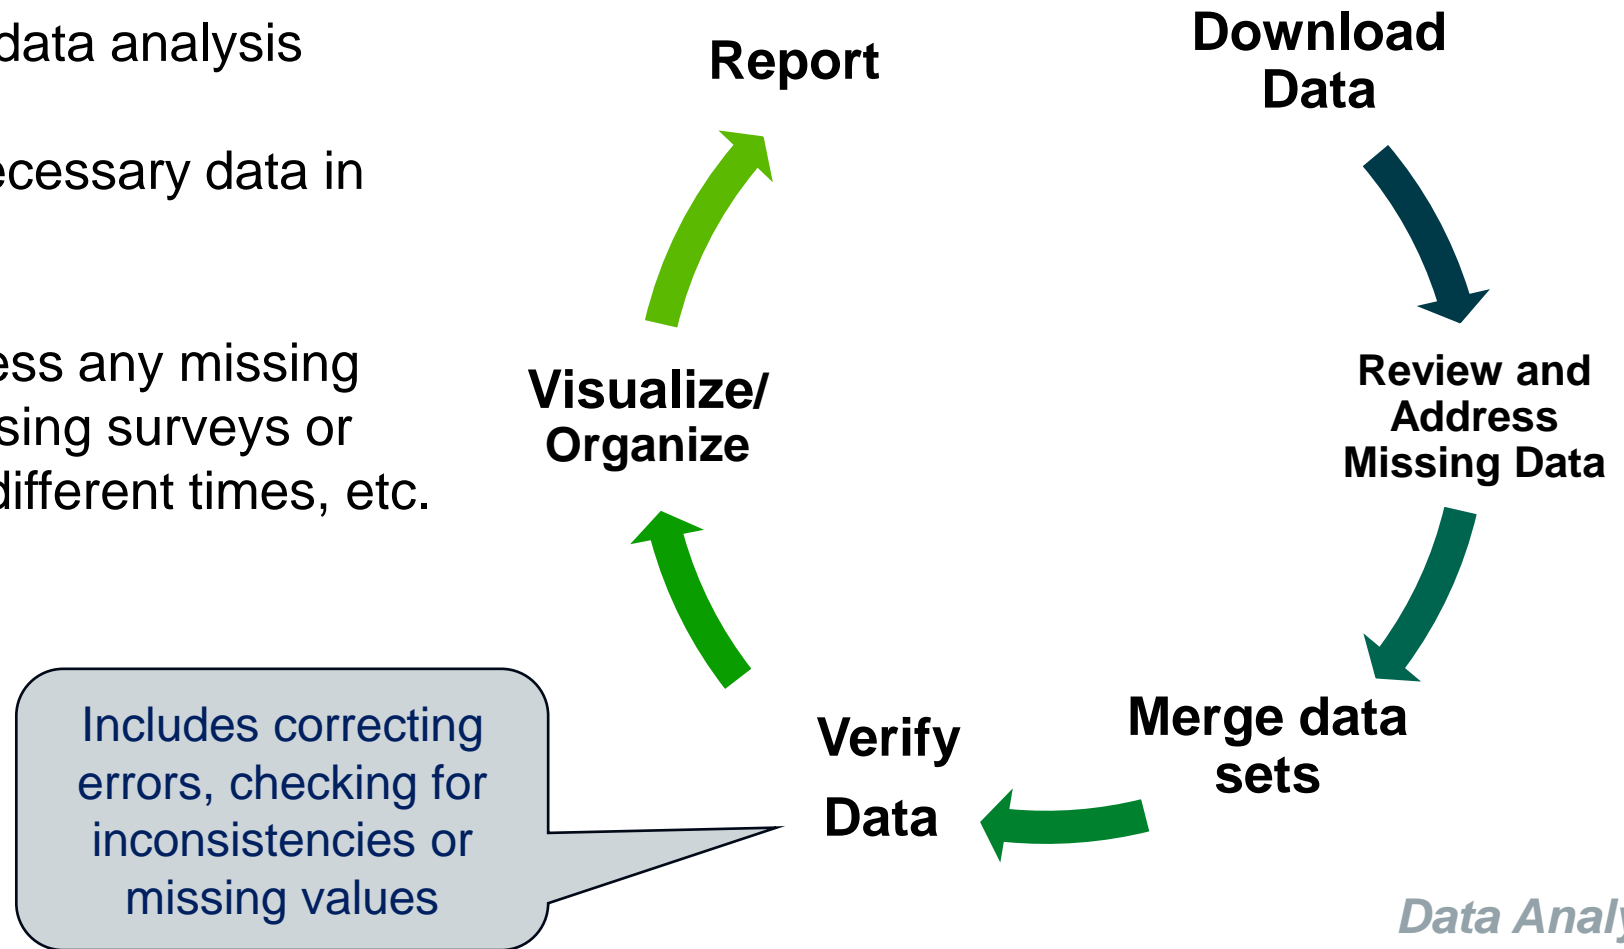 data analysis
ecessary data in
ess any missing
sing surveys or
different times, etc.
Report
Download
Data
Review and
Address
Missing Data
Merge data
sets
Verify
Data
Visualize/
Organize
Includes correcting
errors, checking for
inconsistencies or
missing values
Data Analy